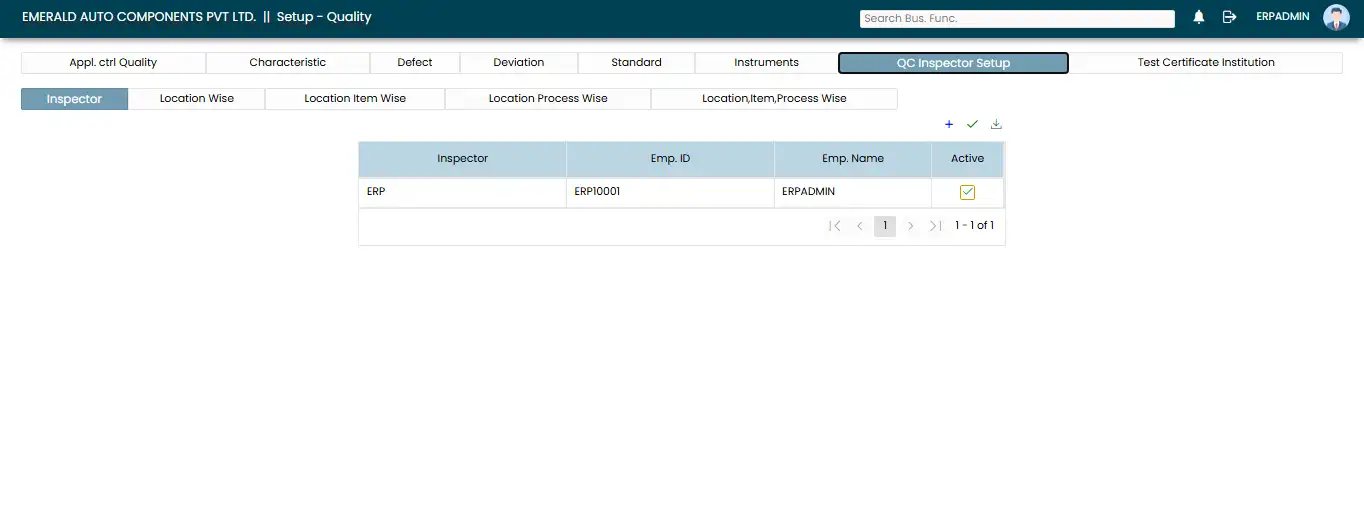 EMERALD AUTO COMPONENTS PVT LTD. || Setup - Quality
Search Bus. Func.
ERPADMIN
Appl. ctrl Quality Characteristic Defect Deviation Standard Instruments QC Inspector Setup Test Certificate Institution
Inspector Location Wise Location Item Wise Location Process Wise Location,Item,Process Wise
Inspector Emp. ID Emp. Name Active
ERP ERP10001 ERPADMIN
1 1 - 1 of 1